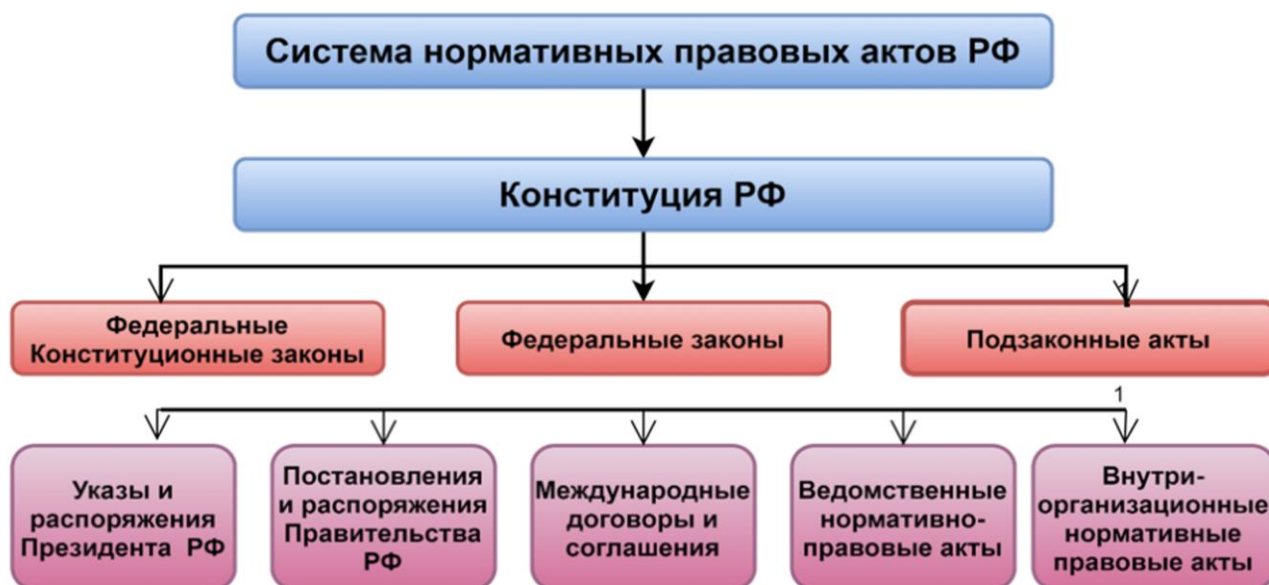 Система нормативных правовых актов РФ
Конституция РФ
Федеральные
Конституционные законы
Федеральные законы
Подзаконные акты
1
Указы и
распоряжения
Президента РФ
Постановления
и распоряжения
Правительства
РФ
Международные
договоры и
соглашения
Ведомственные
нормативно-
правовые акты
Внутри-
организационные
нормативные
правовые акты